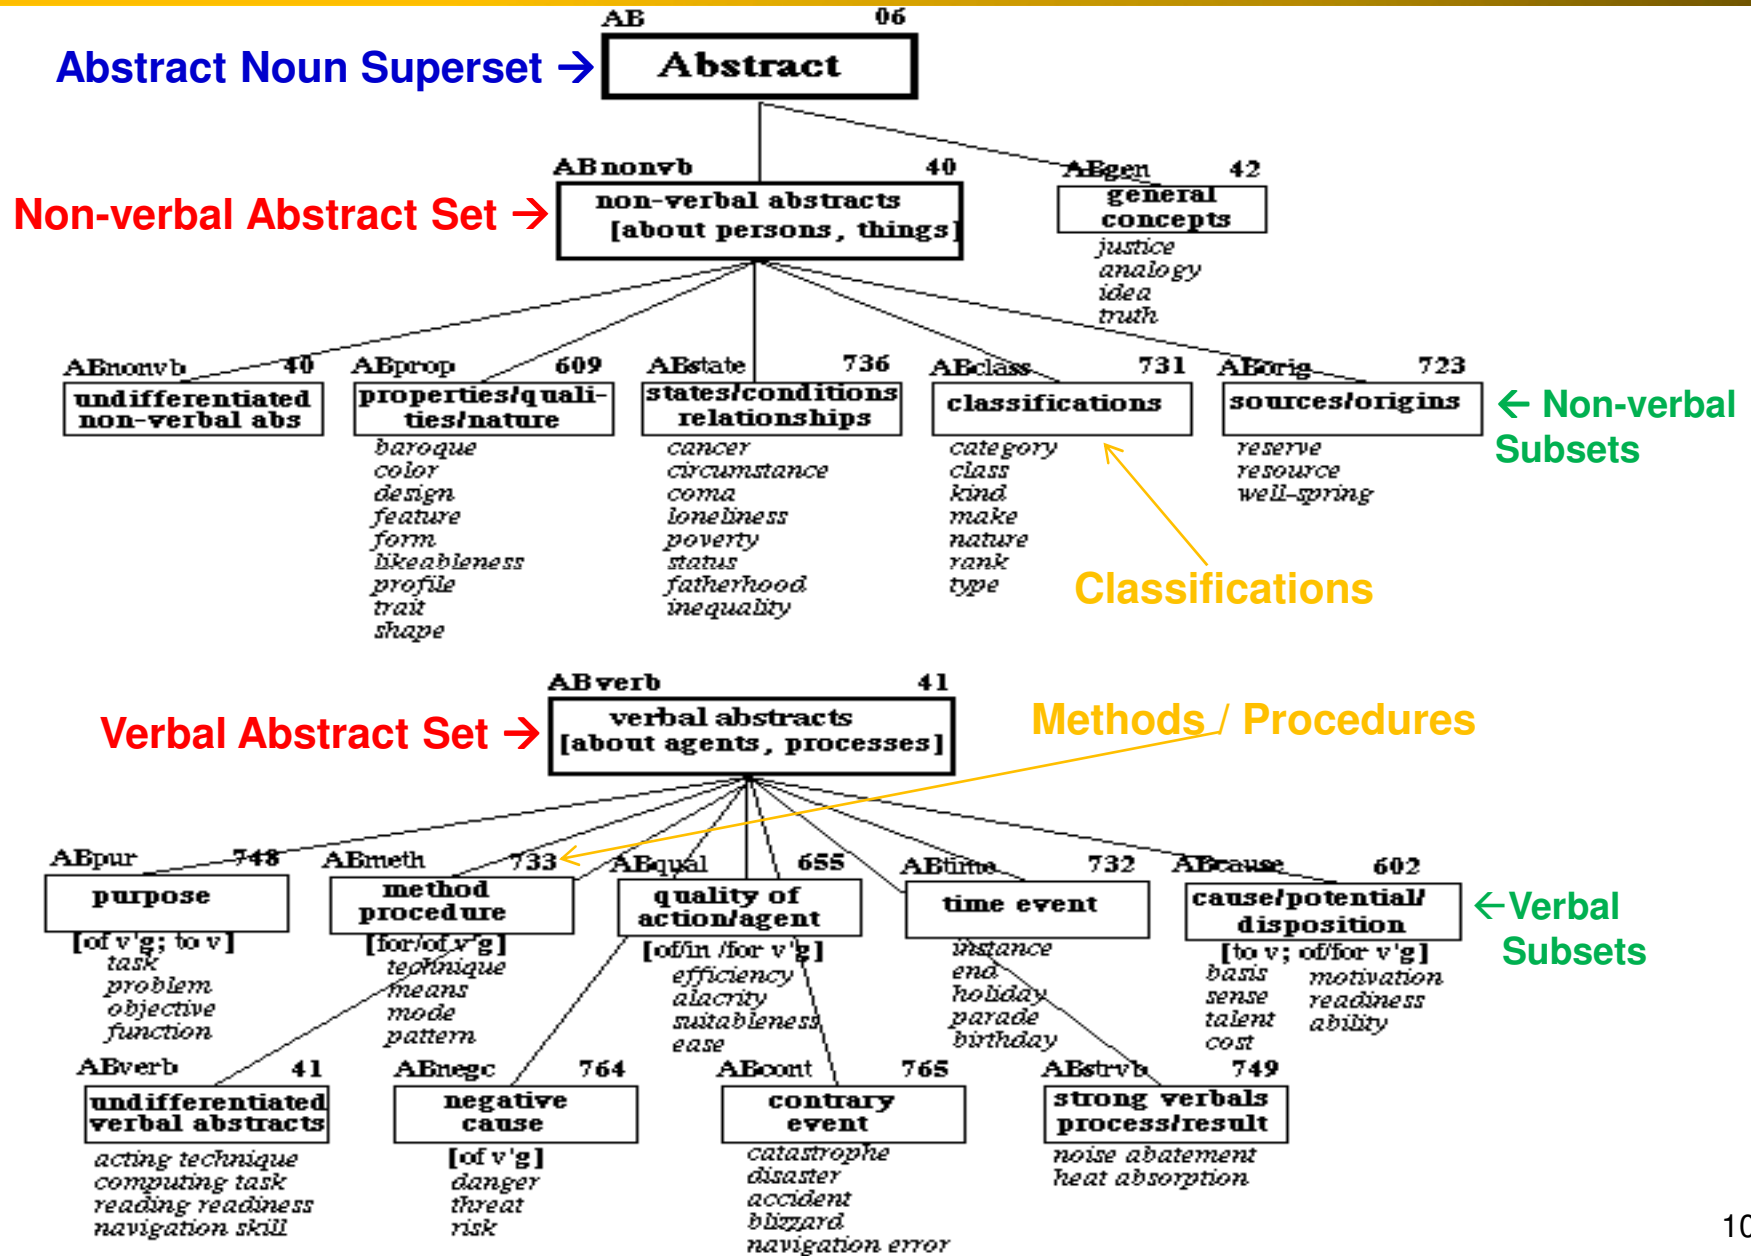 AB 06
Abstract Noun Superset →
Abstract
ABnonvb 40
Non-verbal Abstract Set →
non-verbal abstracts
[about persons, things]
ABgen 42
general
concepts
justice
analogy
idea
truth
ABnonvb 40
undifferentiated
non-verbal abs
ABprop 609
properties/quali-
ties/nature
baroque
color
design
feature
form
likeableness
profile
trait
shape
ABstate 736
states/conditions
relationships
cancer
circumstance
coma
loneliness
poverty
status
fatherhood
inequality
ABclass 731
classifications
category
class
kind
make
nature
rank
type
ABorig 723
sources/origins
reserve
resource
well-spring
← Non-verbal
Subsets
Classifications
ABverb 41
Verbal Abstract Set →
verbal abstracts
[about agents, processes]
Methods / Procedures
ABpur 748
purpose
[of v'g; to v]
task
problem
objective
function
ABmeth 733
method
procedure
[for/of v'g]
technique
means
mode
pattern
ABqual 655
quality of
action/agent
[of/in /for v'g]
efficiency
alacrity
suitableness
ease
ABtime 732
time event
instance
end
holiday
parade
birthday
ABcause 602
cause/potential/
disposition
[to v; of/for v'g]
basis
sense
talent
cost
motivation
readiness
ability
←Verbal
Subsets
ABverb 41
undifferentiated
verbal abstracts
acting technique
computing task
reading readiness
navigation skill
ABnegc 764
negative
cause
[of v'g]
danger
threat
risk
ABcont 765
contrary
event
catastrophe
disaster
accident
blizzard
navigation error
ABstrvb 749
strong verbals
process/result
noise abatement
heat absorption
10